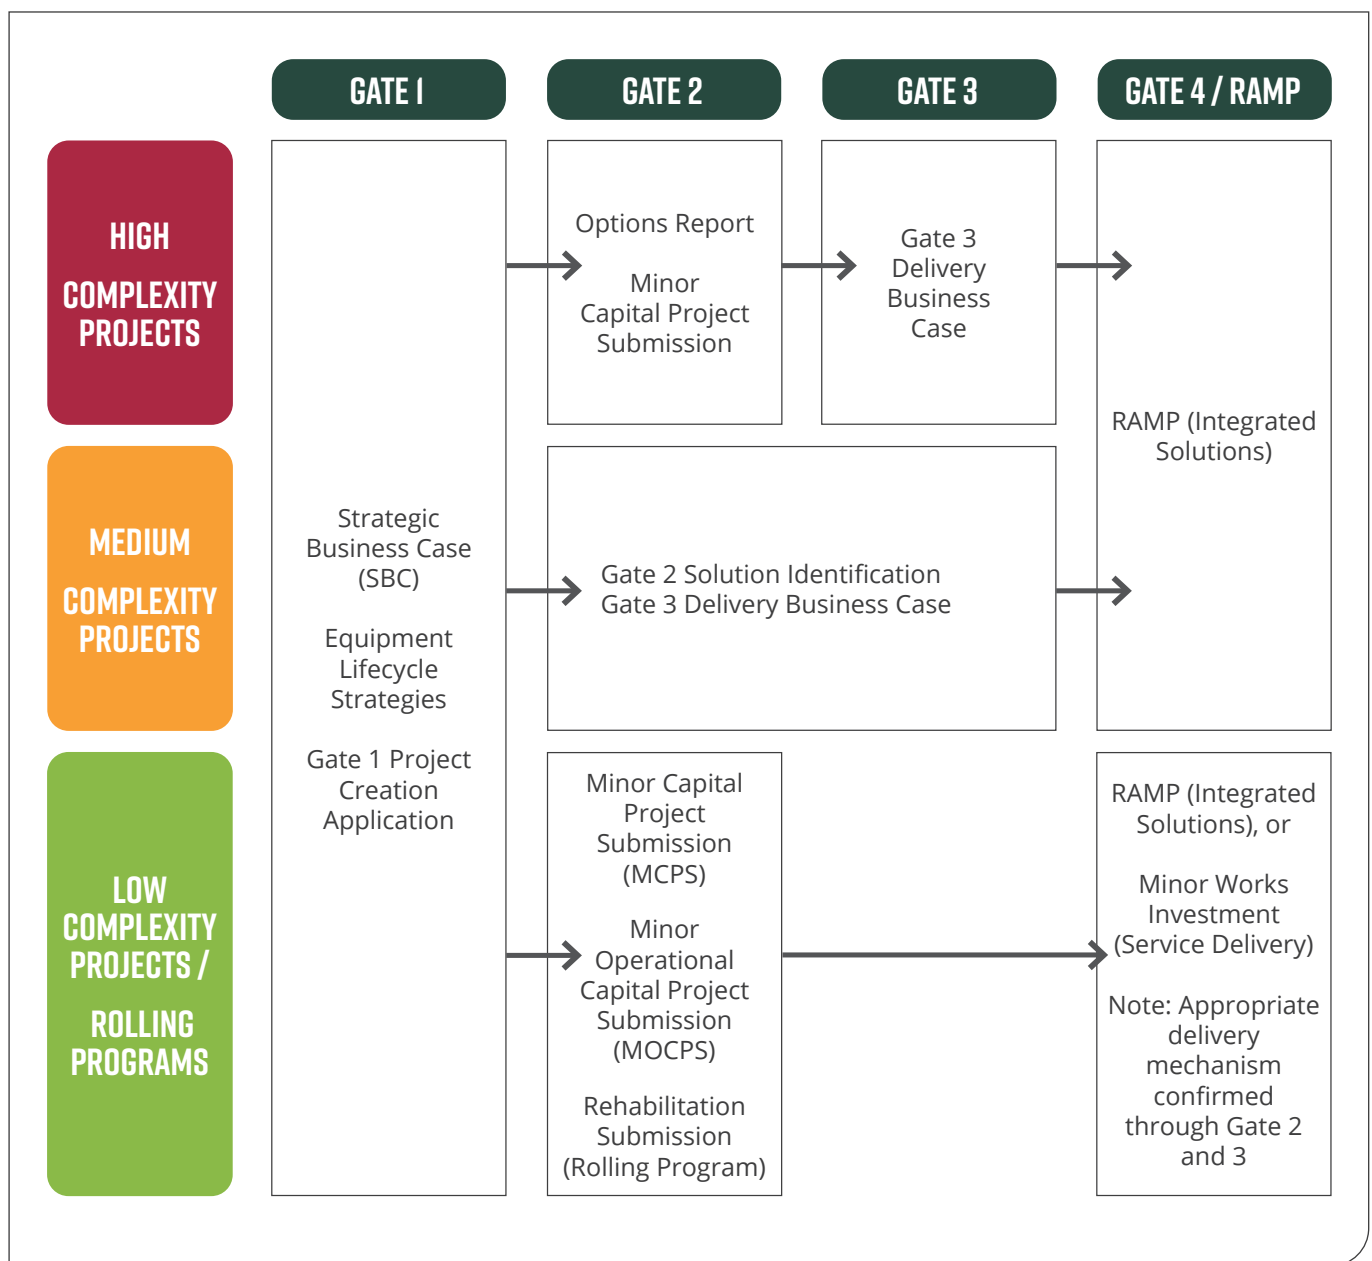 GATE 1
GATE 2
GATE 3
GATE 4 / RAMP
HIGH
COMPLEXITY
PROJECTS
Options Report
Minor
Capital Project
Submission
Gate 3
Delivery
Business
Case
RAMP (Integrated
Solutions)
MEDIUM
COMPLEXITY
PROJECTS
Strategic
Business Case
(SBC)
Equipment
Lifecycle
Strategies
Gate 1 Project
Creation
Application
Gate 2 Solution Identification
Gate 3 Delivery Business Case
LOW
COMPLEXITY
PROJECTS /
ROLLING
PROGRAMS
Minor Capital
Project
Submission
(MCPS)
Minor
Operational
Capital Project
Submission
(MOCPS)
Rehabilitation
Submission
(Rolling Program)
RAMP (Integrated
Solutions), or
Minor Works
Investment
(Service Delivery)
Note: Appropriate
delivery
mechanism
confirmed
through Gate 2
and 3